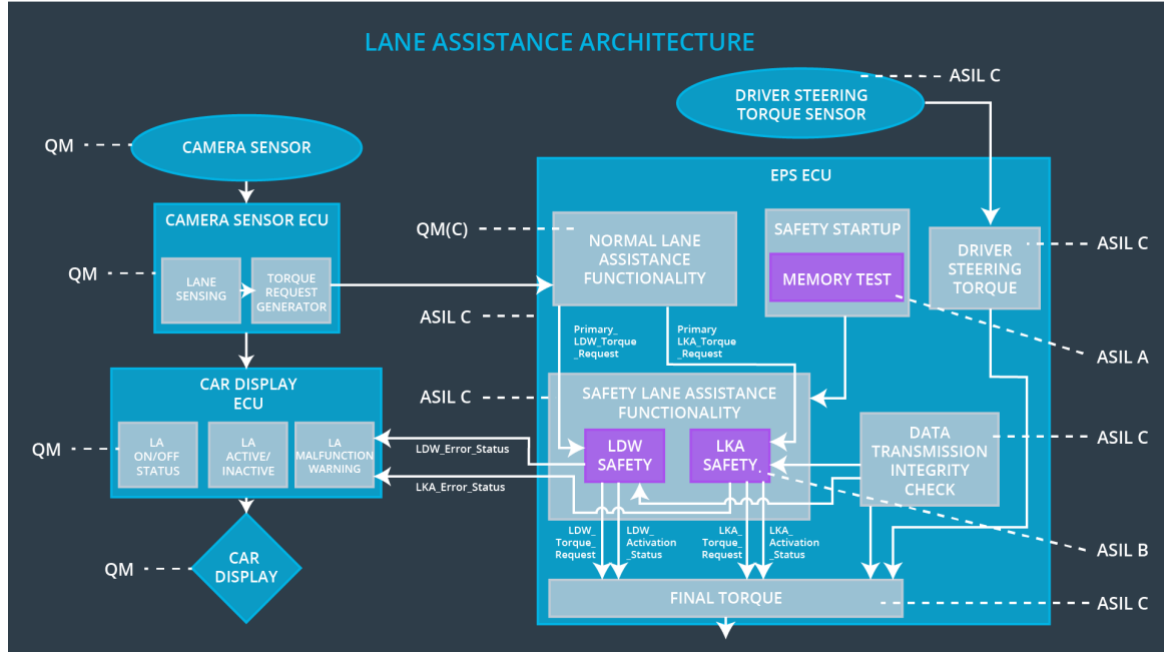 LANE ASSISTANCE ARCHITECTURE
ASIL C
DRIVER STEERING
TORQUE SENSOR
QM
CAMERA SENSOR
EPS ECU
CAMERA SENSOR ECU
QM
LANE
SENSING
TORQUE
REQUEST
GENERATOR
QM(C)
NORMAL LANE
ASSISTANCE
FUNCTIONALITY
SAFETY STARTUP
MEMORY TEST
DRIVER
STEERING
TORQUE
ASIL C
ASIL C
Primary_
LDW_Torque
_Request
Primary
LKA_Torque
_Request
ASIL A
CAR DISPLAY
ECU
QM
LA
ON/OFF
STATUS
LA
ACTIVE/
INACTIVE
LA
MALFUNCTION
WARNING
ASIL C
SAFETY LANE ASSISTANCE
FUNCTIONALITY
LDW
SAFETY
LKA
SAFETY
DATA
TRANSMISSION
INTEGRITY
CHECK
ASIL C
LDW_Error_Status
LKA_Error_Status
LDW_
Torque_
Request
LDW_
Activation
_Status
LKA_
Torque_
Request
LKA_
Activation
_Status
ASIL B
QM
CAR
DISPLAY
FINAL TORQUE
ASIL C